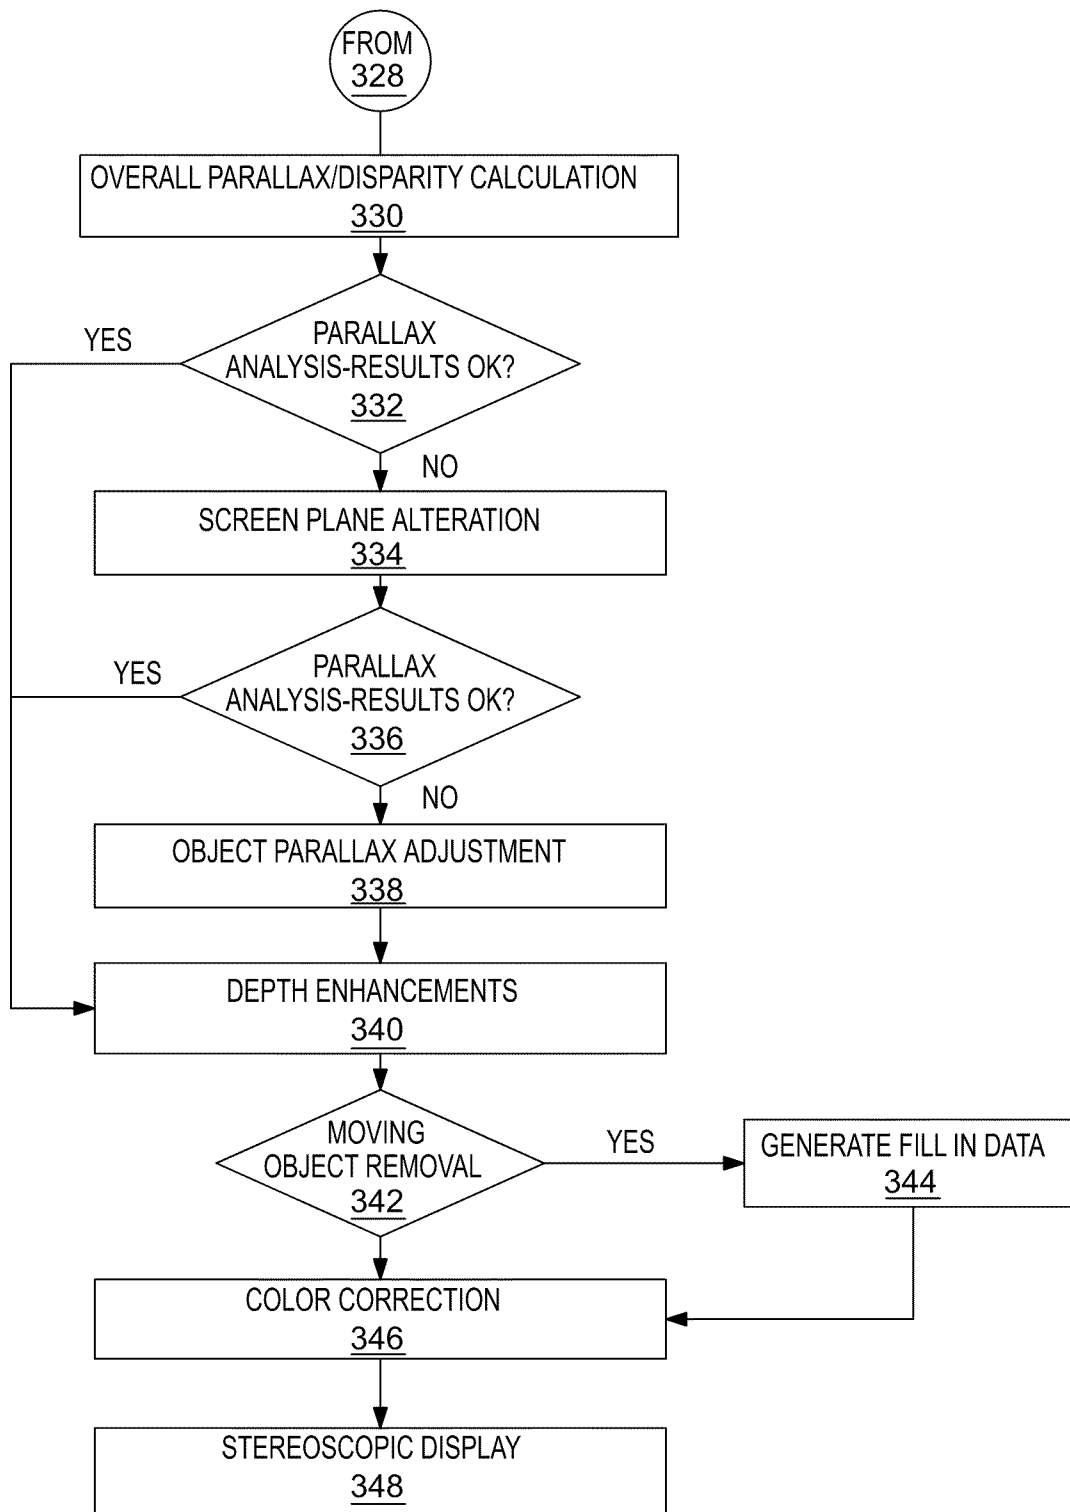 FROM
328
OVERALL PARALLAX/DISPARITY CALCULATION
330
YES
PARALLAX
ANALYSIS-RESULTS OK?
332
NO
SCREEN PLANE ALTERATION
334
YES
PARALLAX
ANALYSIS-RESULTS OK?
336
NO
OBJECT PARALLAX ADJUSTMENT
338
DEPTH ENHANCEMENTS
340
MOVING
OBJECT REMOVAL
342
YES
GENERATE FILL IN DATA
344
COLOR CORRECTION
346
STEREOSCOPIC DISPLAY
348